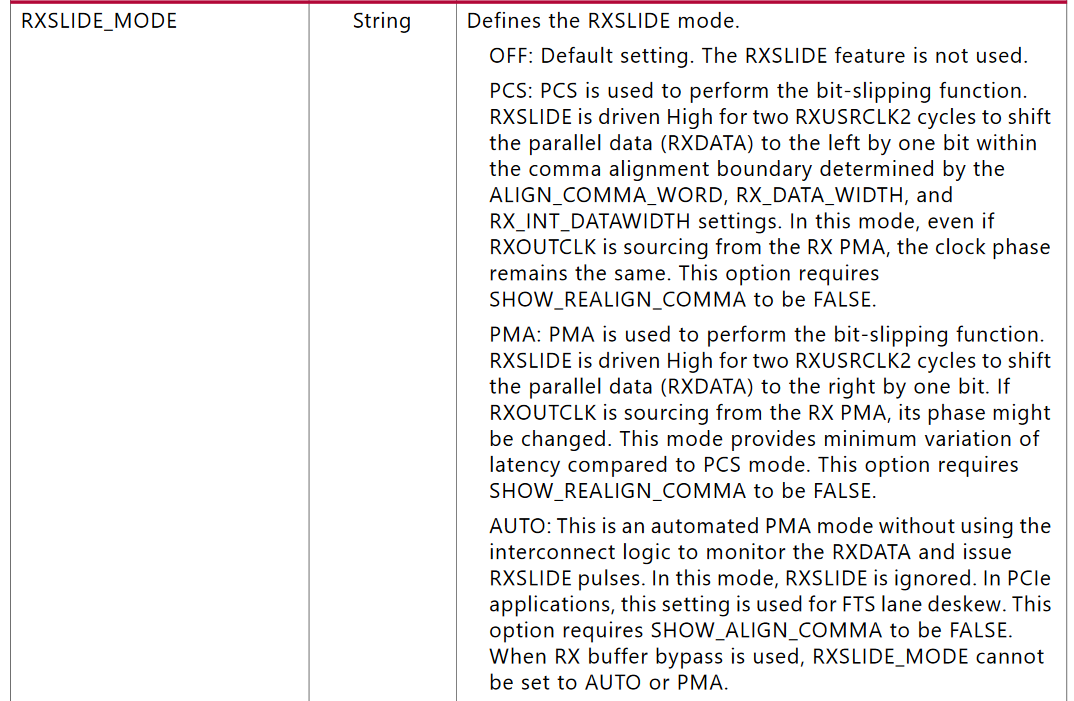 RXSLIDE_MODE String Defines the RXSLIDE mode.
OFF: Default setting. The RXSLIDE feature is not used.
PCS: PCS is used to perform the bit-slipping function.
RXSLIDE is driven High for two RXUSRCLK2 cycles to shift
the parallel data (RXDATA) to the left by one bit within
the comma alignment boundary determined by the
ALIGN_COMMA_WORD, RX_DATA_WIDTH, and
RX_INT_DATAWIDTH settings. In this mode, even if
RXOUTCLK is sourcing from the RX PMA, the clock phase
remains the same. This option requires
SHOW_REALIGN_COMMA to be FALSE.
PMA: PMA is used to perform the bit-slipping function.
RXSLIDE is driven High for two RXUSRCLK2 cycles to shift
the parallel data (RXDATA) to the right by one bit. If
RXOUTCLK is sourcing from the RX PMA, its phase might
be changed. This mode provides minimum variation of
latency compared to PCS mode. This option requires
SHOW_REALIGN_COMMA to be FALSE.
AUTO: This is an automated PMA mode without using the
interconnect logic to monitor the RXDATA and issue
RXSLIDE pulses. In this mode, RXSLIDE is ignored. In PCIe
applications, this setting is used for FTS lane deskew. This
option requires SHOW_ALIGN_COMMA to be FALSE.
When RX buffer bypass is used, RXSLIDE_MODE cannot
be set to AUTO or PMA.